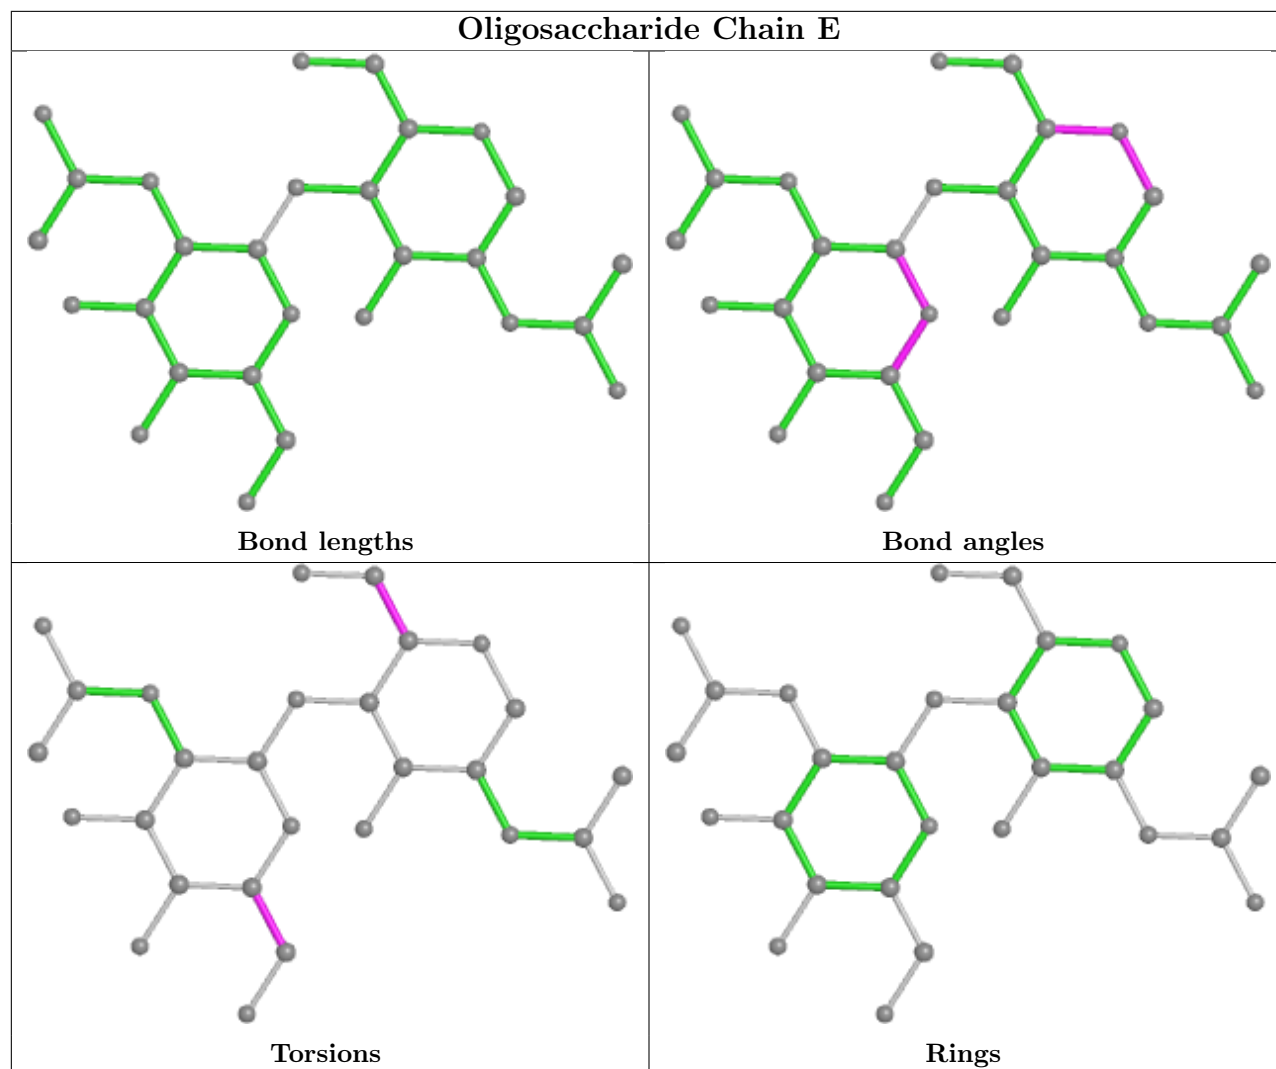 Oligosaccharide Chain E
Bond lengths
Bond angles
Torsions
Rings